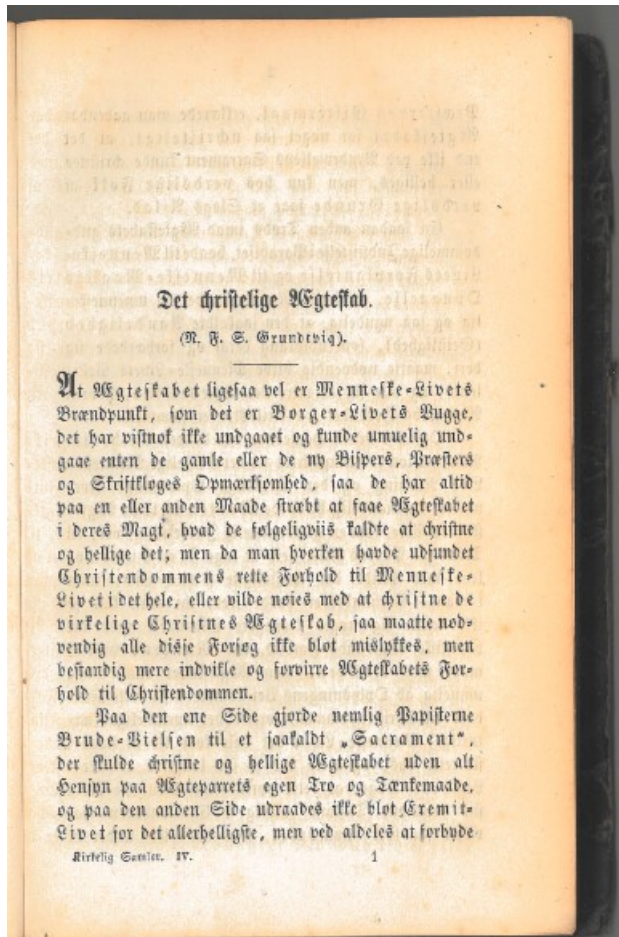 Det christelige Ægteskab.
(N. F. S. Grundtvig).
At Ægteskabet ligesaa vel er Menneske-Livets
Brændpunkt, som det er Borger-Livets Vugge,
det har vistnok ikke undgaaet og kunde umuelig und-
gaae enten de gamle eller de ny Bispers, Præsters
og Skriftkloges Opmærksomhed, saa de har altid
paa en eller anden Maade stræbt at faae Ægteskabet
i deres Magt, hvad de følgeligviis kaldte at christne
og hellige det; men da man hverken havde udfundet
Christendommens rette Forhold til Menneske-
Livet i det hele, eller vilde nøies med at christne de
virkelige Christnes Ægteskab, saa maatte nød-
vendig alle disse Forsøg ikke blot mislykkes, men
bestandig mere indvikle og forvirre Ægteskabets For-
hold til Christendommen.
Paa den ene Side gjorde nemlig Papisterne
Brude-Vielsen til et saakaldt „Sacrament“,
der skulde christne og hellige Ægteskabet uden alt
Hensyn paa Ægteparrets egen Tro og Tænkemaade,
og paa den anden Side udraabes ikke blot Eremit-
Livet for det allerhelligste, men ved aldeles at forbyde
Kirkelig Samler. IV. 1